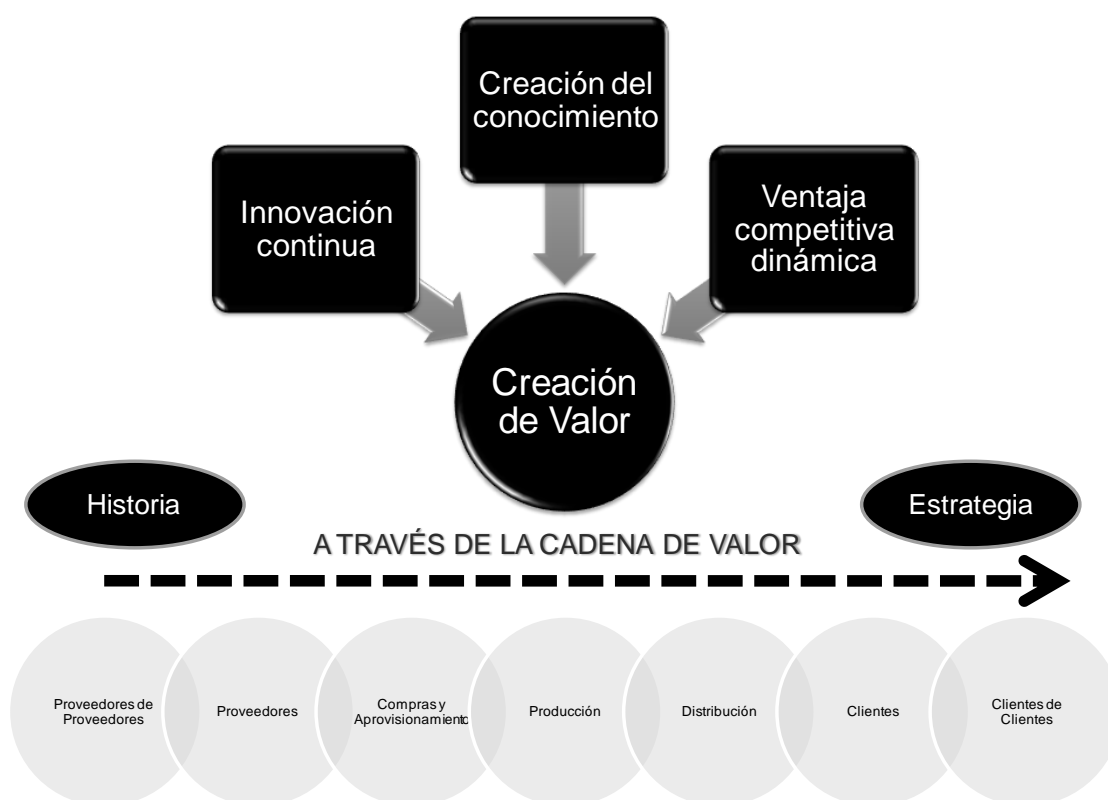 Creación del
conocimiento
Innovación
continua
Ventaja
competitiva
dinámica
Creación
de Valor
Historia
Estrategia
A TRAVÉS DE LA CADENA DE VALOR
Proveedores de
Proveedores
Proveedores
Compras y
Aprovisionamiento
Producción
Distribución
Clientes
Clientes de
Clientes